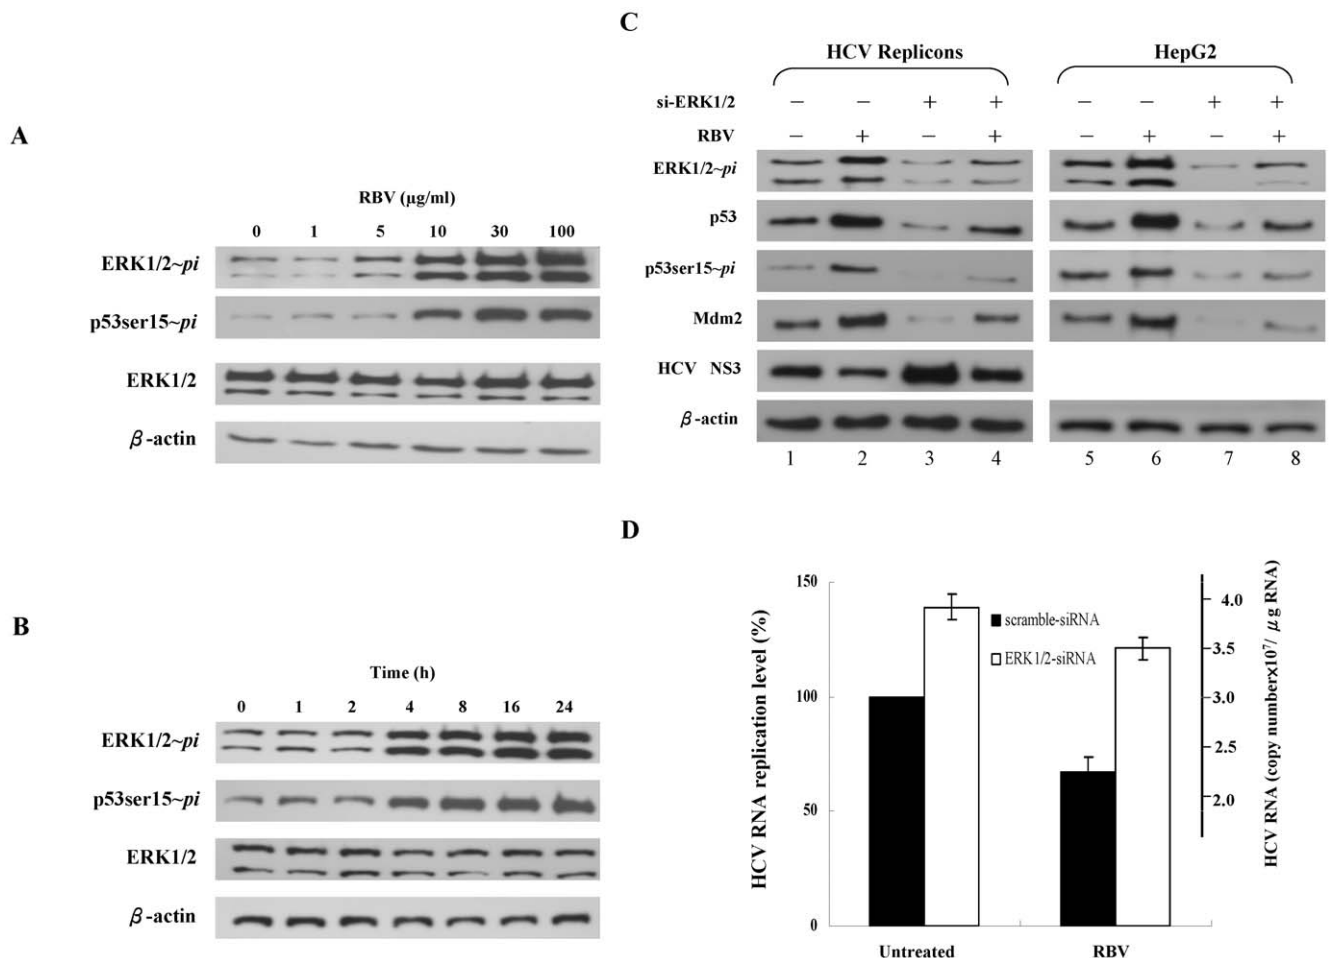 A
RBV (μg/ml)
0 1 5 10 30 100
ERK1/2~pi
p53ser15~pi
ERK1/2
β-actin
B
Time (h)
0 1 2 4 8 16 24
ERK1/2~pi
p53ser15~pi
ERK1/2
β-actin
C
HCV Replicons HepG2
si-ERK1/2 − − + + − − + +
RBV − + − + − + − +
ERK1/2~pi
p53
p53ser15~pi
Mdm2
HCV NS3
β-actin
1 2 3 4 5 6 7 8
D
HCV RNA replication level (%)
150
100
50
0
scramble-siRNA
ERK1/2-siRNA
4.0
3.5
3.0
2.5
2.0
HCV RNA (copy numberx10⁷/ μg RNA)
Untreated RBV